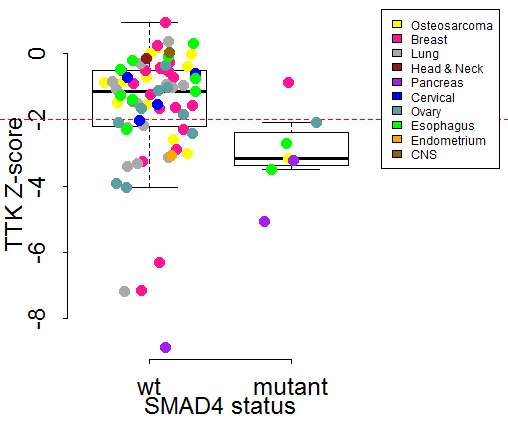 Osteosarcoma
Breast
Lung
Head & Neck
Pancreas
Cervical
Ovary
Esophagus
Endometrium
CNS
TTK Z-score
0
-2
-4
-6
-8
wt
mutant
SMAD4 status